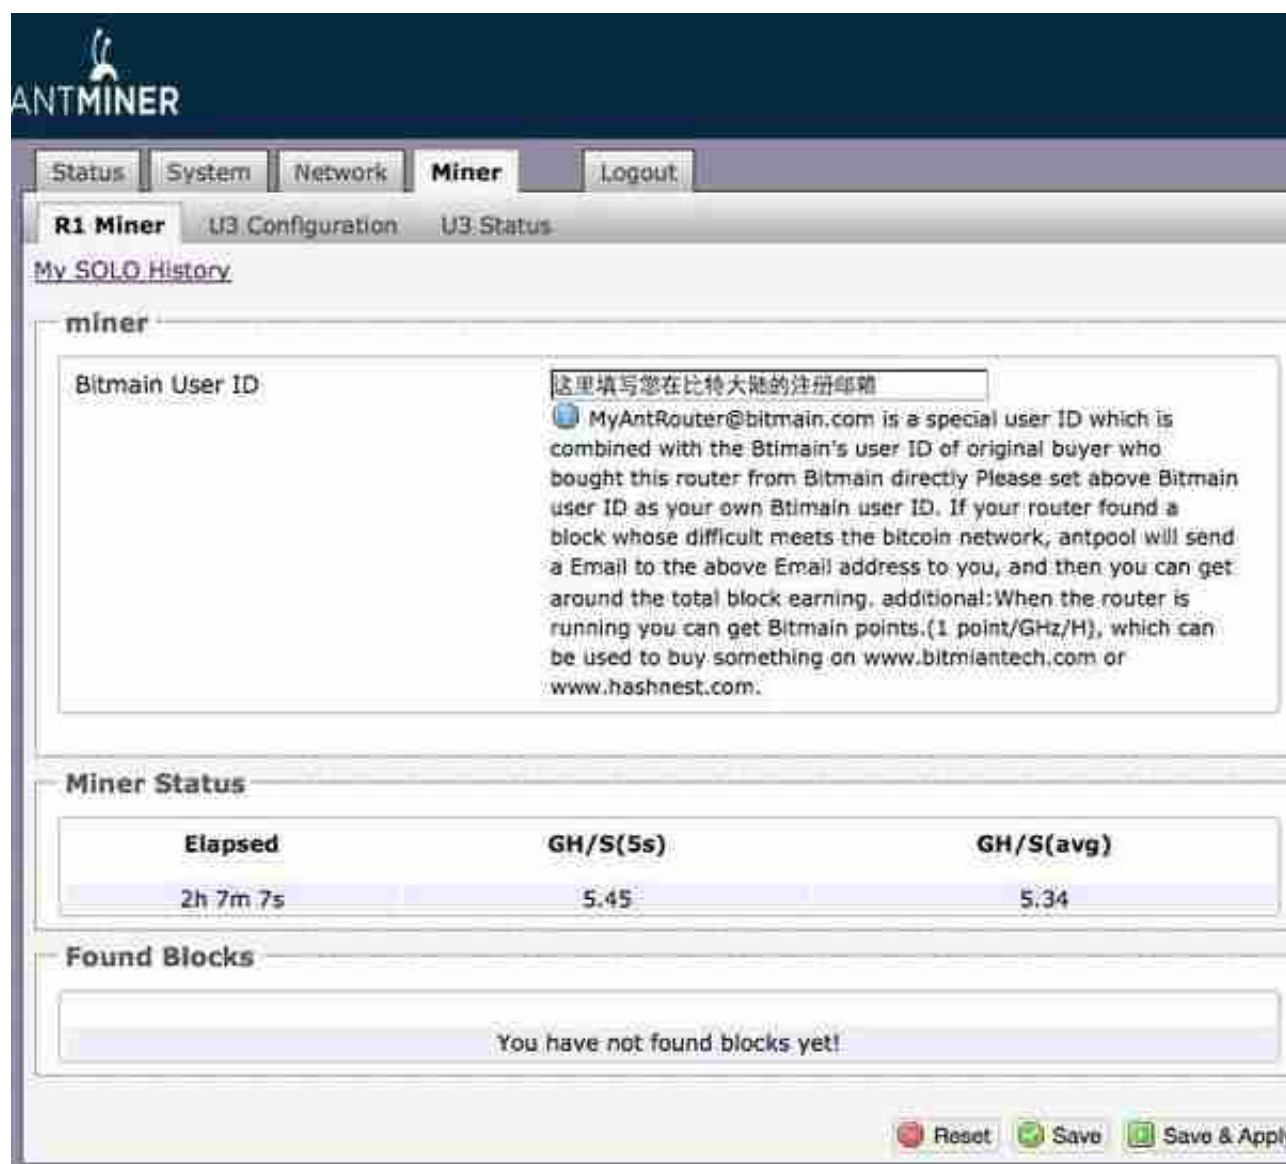 ANTMINER
Status System Network Miner Logout
R1 Miner U3 Configuration U3 Status
My SOLO History
miner
Bitmain User ID
这里填写您在比特大陆的注册邮箱
MyAntRouter@bitmain.com is a special user ID which is
combined with the Btimain's user ID of original buyer who
bought this router from Bitmain directly Please set above Bitmain
user ID as your own Btimain user ID. If your router found a
block whose difficult meets the bitcoin network, antpool will send
a Email to the above Email address to you, and then you can get
around the total block earning. additional:When the router is
running you can get Bitmain points.(1 point/GHz/H), which can
be used to buy something on www.bitmiantech.com or
www.hashnest.com.
Miner Status
Elapsed GH/S(5s) GH/S(avg)
2h 7m 7s 5.45 5.34
Found Blocks
You have not found blocks yet!
Reset Save Save & Apply